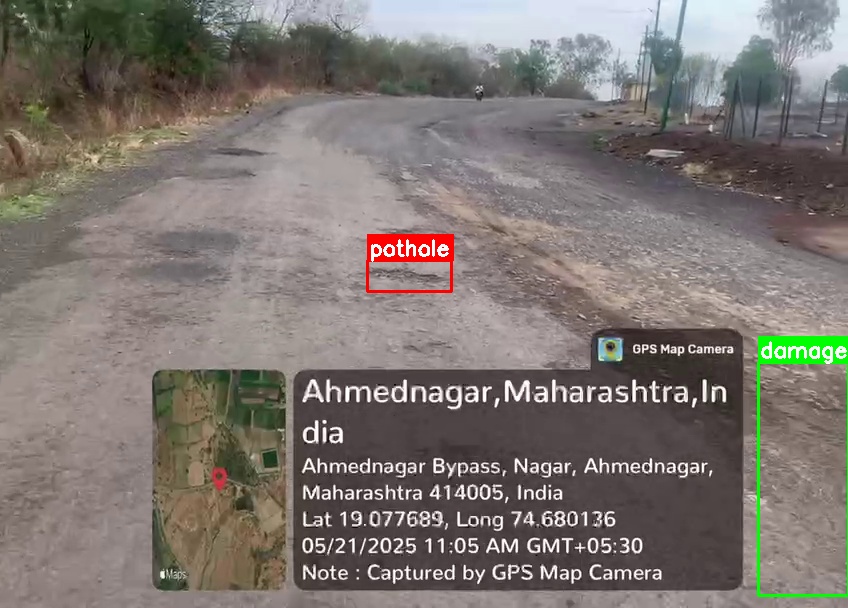 pothole
damage
GPS Map Camera
Ahmednagar,Maharashtra,In
dia
Ahmednagar Bypass, Nagar, Ahmednagar,
Maharashtra 414005, India
Lat 19.077689, Long 74.680136
05/21/2025 11:05 AM GMT+05:30
Note : Captured by GPS Map Camera
Maps